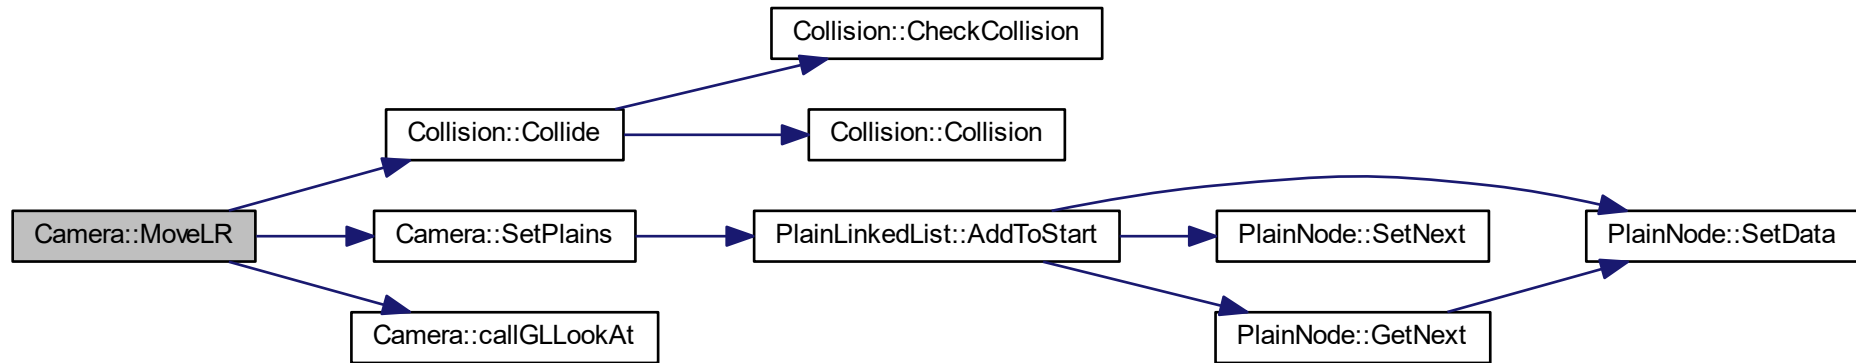 Collision::CheckCollision
Collision::Collide
Collision::Collision
Camera::MoveLR
Camera::SetPlains
PlainLinkedList::AddToStart
PlainNode::SetNext
PlainNode::SetData
Camera::callGLLookAt
PlainNode::GetNext